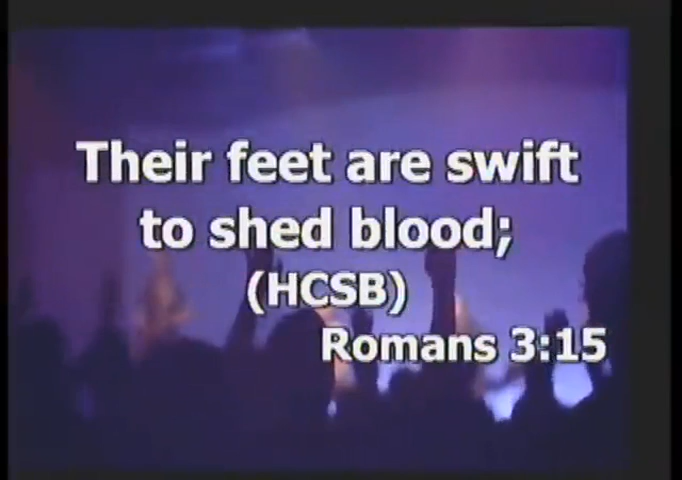 Their feet are swift
to shed blood;
(HCSB)
Romans 3:15